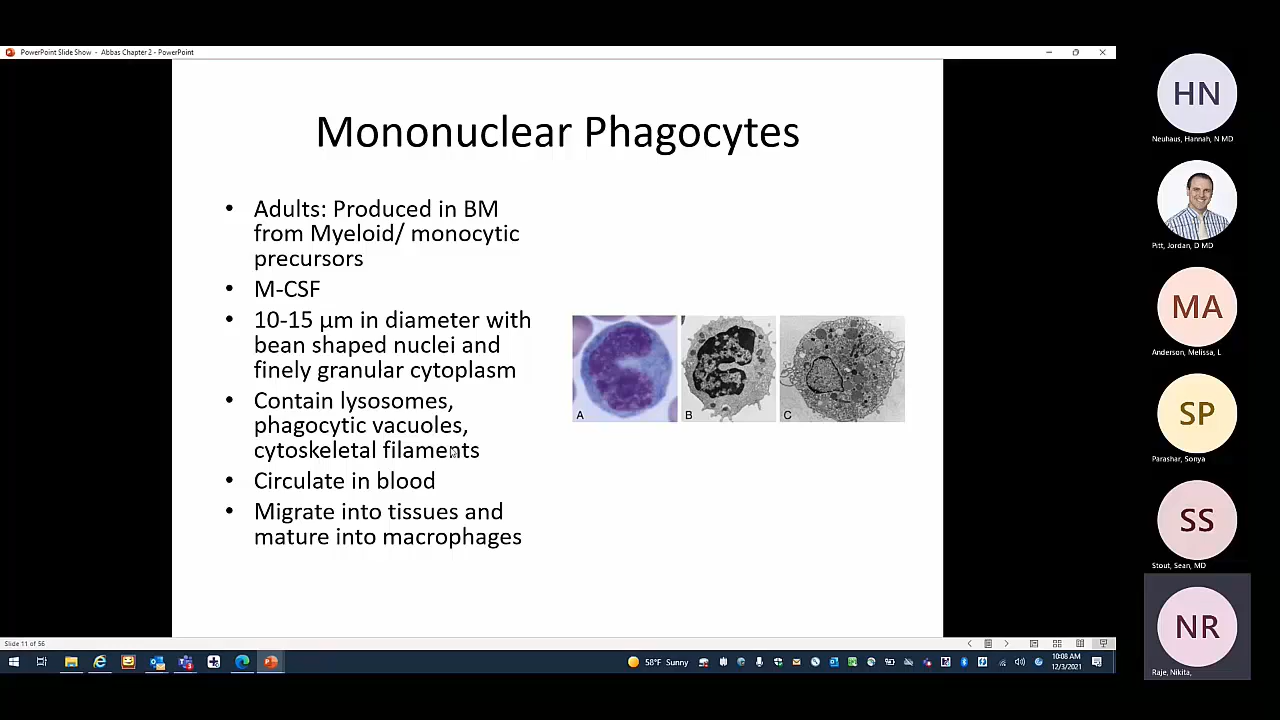 PowerPoint Slide Show - Abbas Chapter 2 - PowerPoint
Mononuclear Phagocytes
• Adults: Produced in BM
from Myeloid/ monocytic
precursors
• M-CSF
• 10-15 µm in diameter with
bean shaped nuclei and
finely granular cytoplasm
• Contain lysosomes,
phagocytic vacuoles,
cytoskeletal filaments
• Circulate in blood
• Migrate into tissues and
mature into macrophages
A
B
C
Slide 11 of 56
58°F Sunny
10:08 AM
12/3/2021
HN
Neuhaus, Hannah, N MD
Pitt, Jordan, D MD
MA
Anderson, Melissa, L
SP
Parashar, Sonya
SS
Stout, Sean, MD
NR
Raje, Nikita,